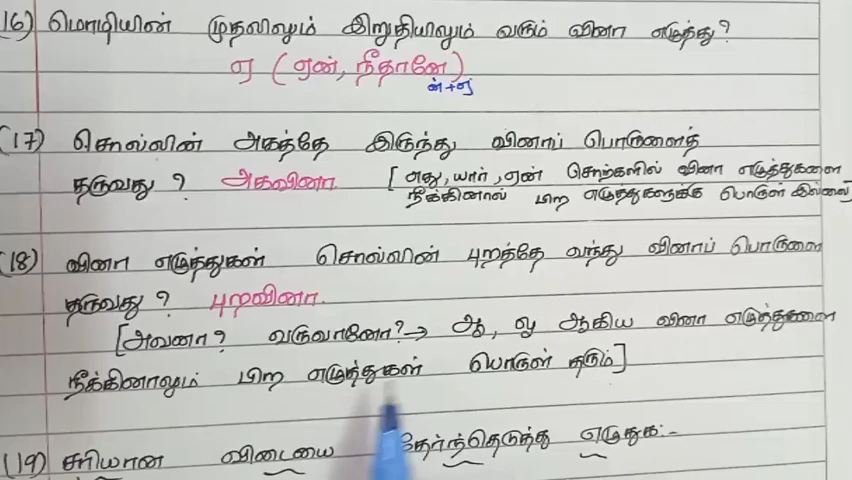 16) மொழியின் முதலிலும் இறுதியிலும் வரும் வினா எழுத்து?
ஏ (ஏன், நீதானே)
ன்+ஏ
(17) சொல்லின் அகத்தே இருந்து வினாப் பொருளைத்
தருவது? அகவினா [எது, யார், ஏன் சொற்களில் வினா எழுத்துகளை
நீக்கினால் பிற எழுத்துகளுக்கு பொருள் இல்லை]
(18) வினா எழுத்துகள் சொல்லின் புறத்தே வந்து வினாப் பொருளை
தருவது? புறவினா.
[அவனா? வருவானோ?→ ஆ, ஓ ஆகிய வினா எழுத்துகளை
நீக்கினாலும் பிற எழுத்துகள் பொருள் தரும்]
(19) சரியான விடையை தேர்ந்தெடுத்து எழுதுக:-